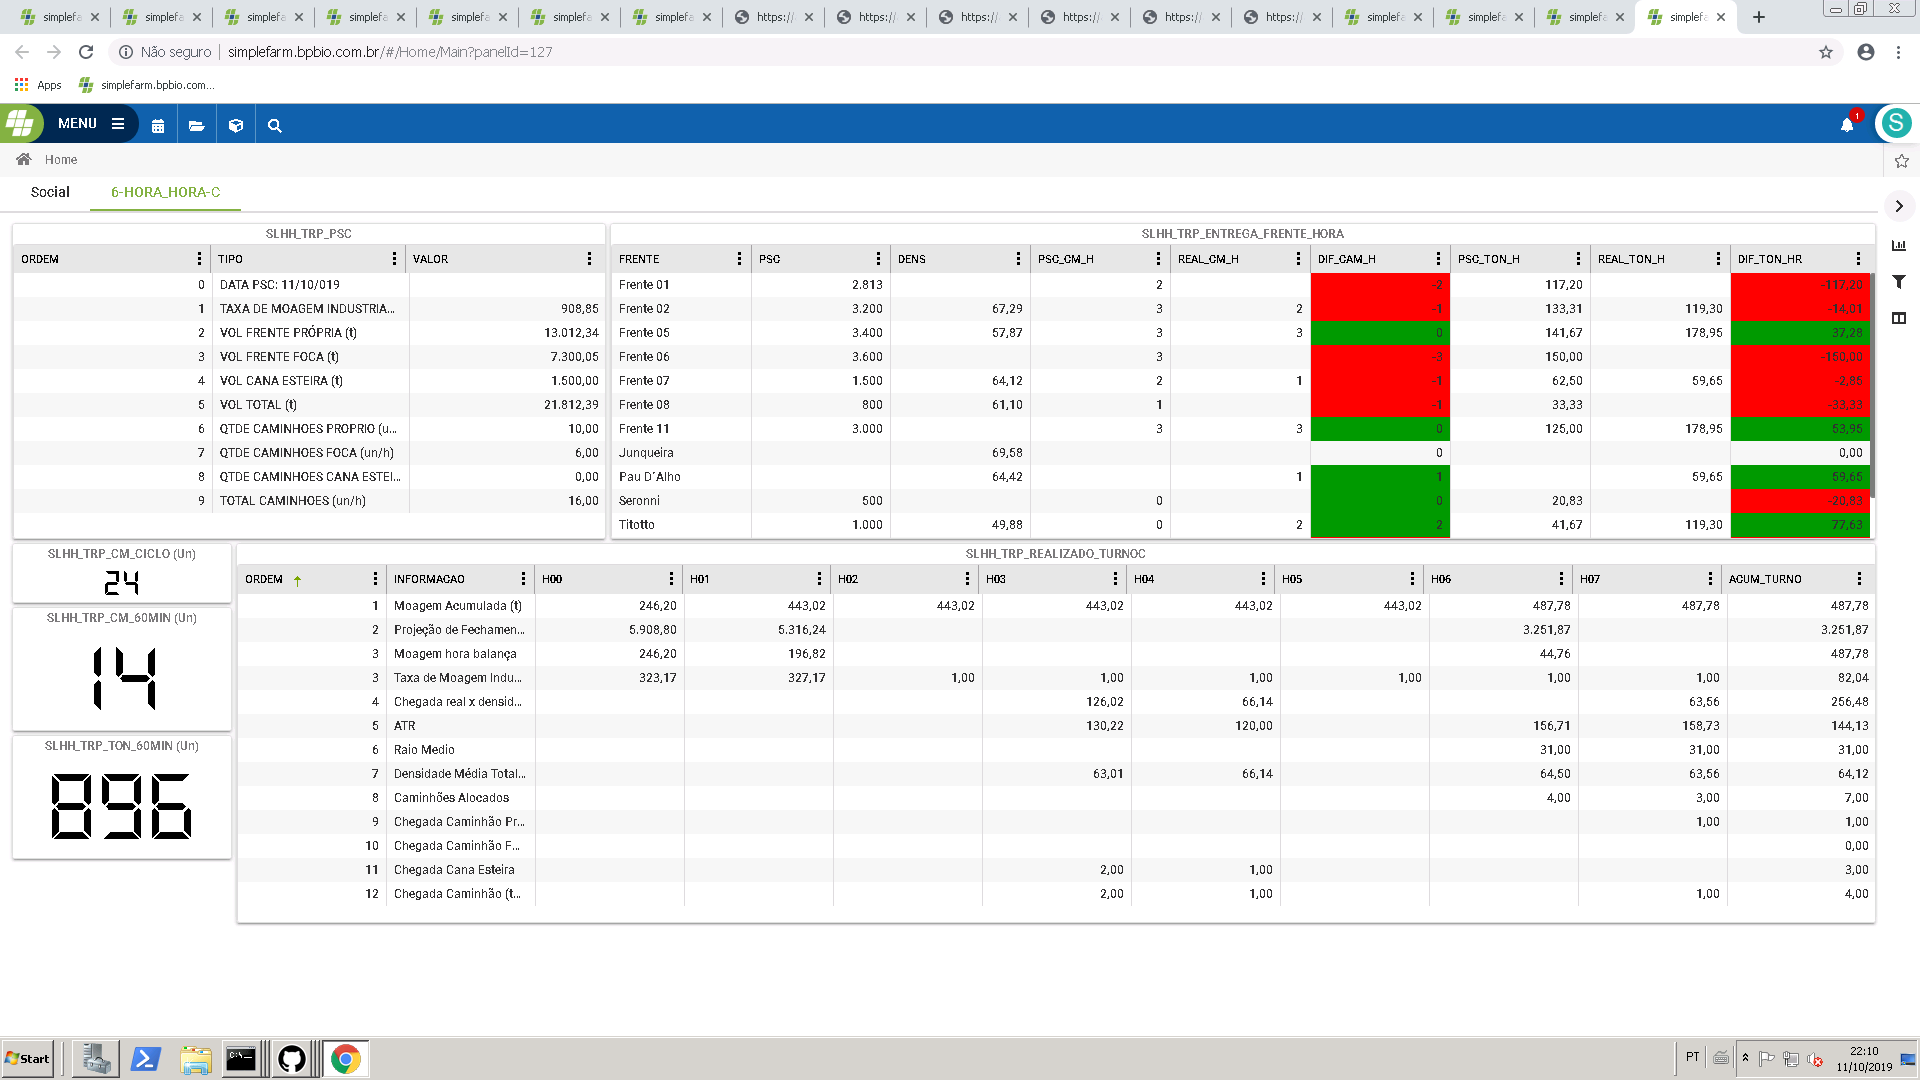 simplefa simplefa simplefa simplefa simplefa simplefa simplefa https:// https:// https:// https:// https:// https:// simplefa simplefa simplefa simplefa
Não seguro simplefarm.bpbio.com.br/#/Home/Main?panelId=127
Apps simplefarm.bpbio.com...
MENU 1 S
Home
Social 6-HORA_HORA-C
SLHH_TRP_PSC
ORDEM TIPO VALOR
0 DATA PSC: 11/10/019
1 TAXA DE MOAGEM INDUSTRIA... 908,85
2 VOL FRENTE PRÓPRIA (t) 13.012,34
3 VOL FRENTE FOCA (t) 7.300,05
4 VOL CANA ESTEIRA (t) 1.500,00
5 VOL TOTAL (t) 21.812,39
6 QTDE CAMINHOES PROPRIO (u... 10,00
7 QTDE CAMINHOES FOCA (un/h) 6,00
8 QTDE CAMINHOES CANA ESTEI... 0,00
9 TOTAL CAMINHOES (un/h) 16,00
SLHH_TRP_ENTREGA_FRENTE_HORA
FRENTE PSC DENS PSC_CM_H REAL_CM_H DIF_CAM_H PSC_TON_H REAL_TON_H DIF_TON_HR
Frente 01 2.813 2 -2 117,20 -117,20
Frente 02 3.200 67,29 3 2 -1 133,31 119,30 -14,01
Frente 05 3.400 57,87 3 3 0 141,67 178,95 37,28
Frente 06 3.600 3 -3 150,00 -150,00
Frente 07 1.500 64,12 2 1 -1 62,50 59,65 -2,85
Frente 08 800 61,10 1 -1 33,33 -33,33
Frente 11 3.000 3 3 0 125,00 178,95 53,95
Junqueira 69,58 0 0,00
Pau D´Alho 64,42 1 1 59,65 59,65
Seronni 500 0 0 20,83 -20,83
Titotto 1.000 49,88 0 2 2 41,67 119,30 77,63
SLHH_TRP_CM_CICLO (Un)
24
SLHH_TRP_CM_60MIN (Un)
14
SLHH_TRP_TON_60MIN (Un)
896
SLHH_TRP_REALIZADO_TURNOC
ORDEM INFORMACAO H00 H01 H02 H03 H04 H05 H06 H07 ACUM_TURNO
1 Moagem Acumulada (t) 246,20 443,02 443,02 443,02 443,02 443,02 487,78 487,78 487,78
2 Projeção de Fechamen... 5.908,80 5.316,24 3.251,87 3.251,87
3 Moagem hora balança 246,20 196,82 44,76 487,78
3 Taxa de Moagem Indu... 323,17 327,17 1,00 1,00 1,00 1,00 1,00 1,00 82,04
4 Chegada real x densid... 126,02 66,14 63,56 256,48
5 ATR 130,22 120,00 156,71 158,73 144,13
6 Raio Medio 31,00 31,00 31,00
7 Densidade Média Total... 63,01 66,14 64,50 63,56 64,12
8 Caminhões Alocados 4,00 3,00 7,00
9 Chegada Caminhão Pr... 1,00 1,00
10 Chegada Caminhão F... 0,00
11 Chegada Cana Esteira 2,00 1,00 3,00
12 Chegada Caminhão (t... 2,00 1,00 1,00 4,00
Start PT 22:10
11/10/2019